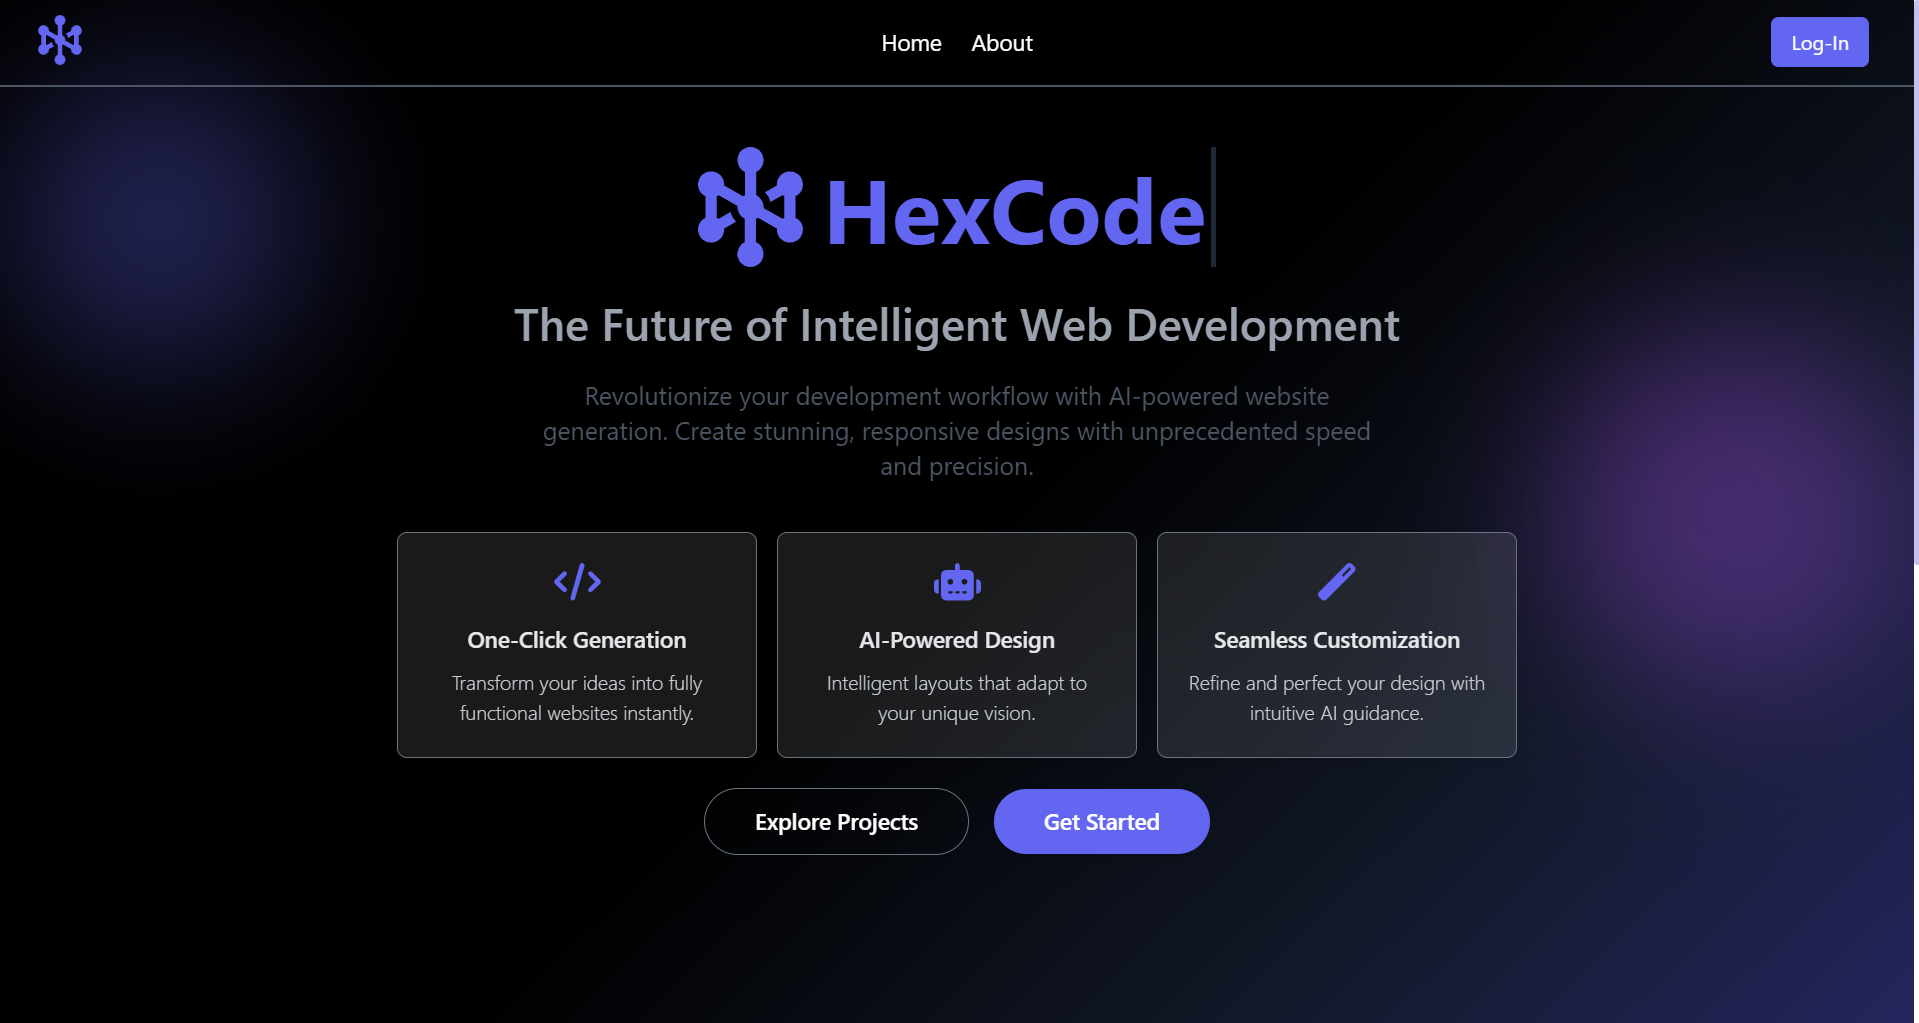 Home About Log-In
HexCode
The Future of Intelligent Web Development
Revolutionize your development workflow with AI-powered website
generation. Create stunning, responsive designs with unprecedented speed
and precision.
One-Click Generation
Transform your ideas into fully
functional websites instantly.
AI-Powered Design
Intelligent layouts that adapt to
your unique vision.
Seamless Customization
Refine and perfect your design with
intuitive AI guidance.
Explore Projects Get Started